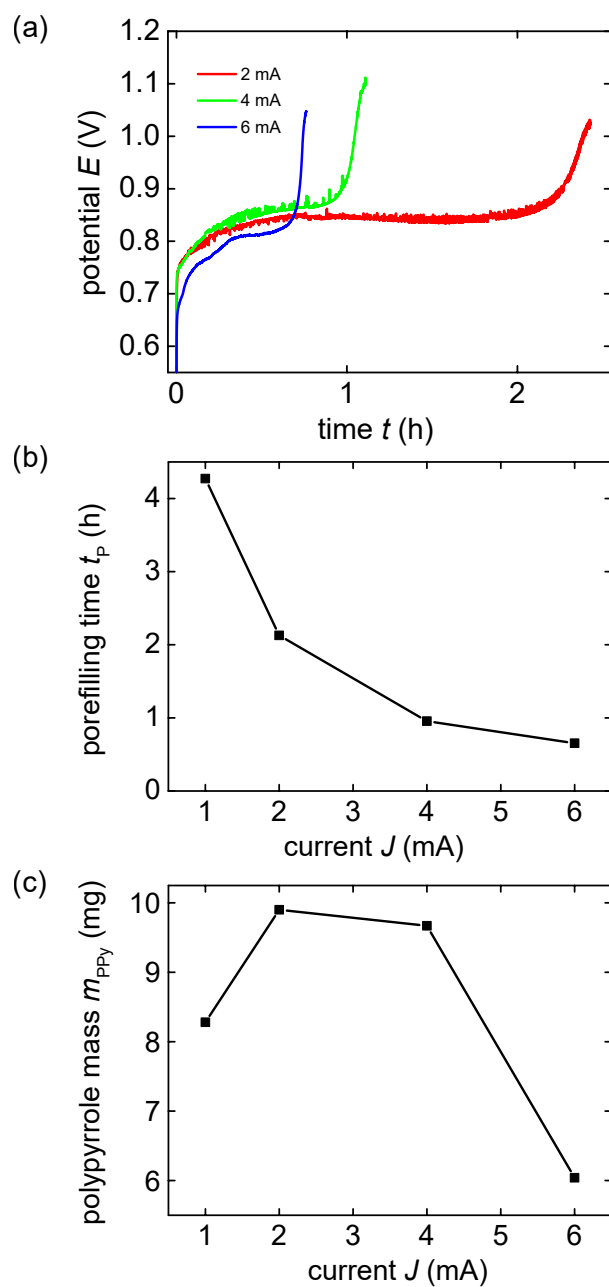 (a)
1.2
1.1
1.0
0.9
0.8
0.7
0.6
potential E (V)
2 mA
4 mA
6 mA
0
1
2
time t (h)
(b)
4
3
2
1
0
porefilling time tP (h)
1
2
3
4
5
6
current J (mA)
(c)
10
9
8
7
6
polypyrrole mass mPPy (mg)
1
2
3
4
5
6
current J (mA)